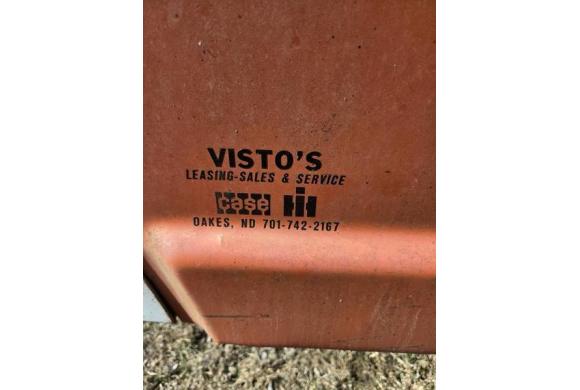 VISTO'S
LEASING-SALES & SERVICE
case IH
OAKES, ND 701-742-2167